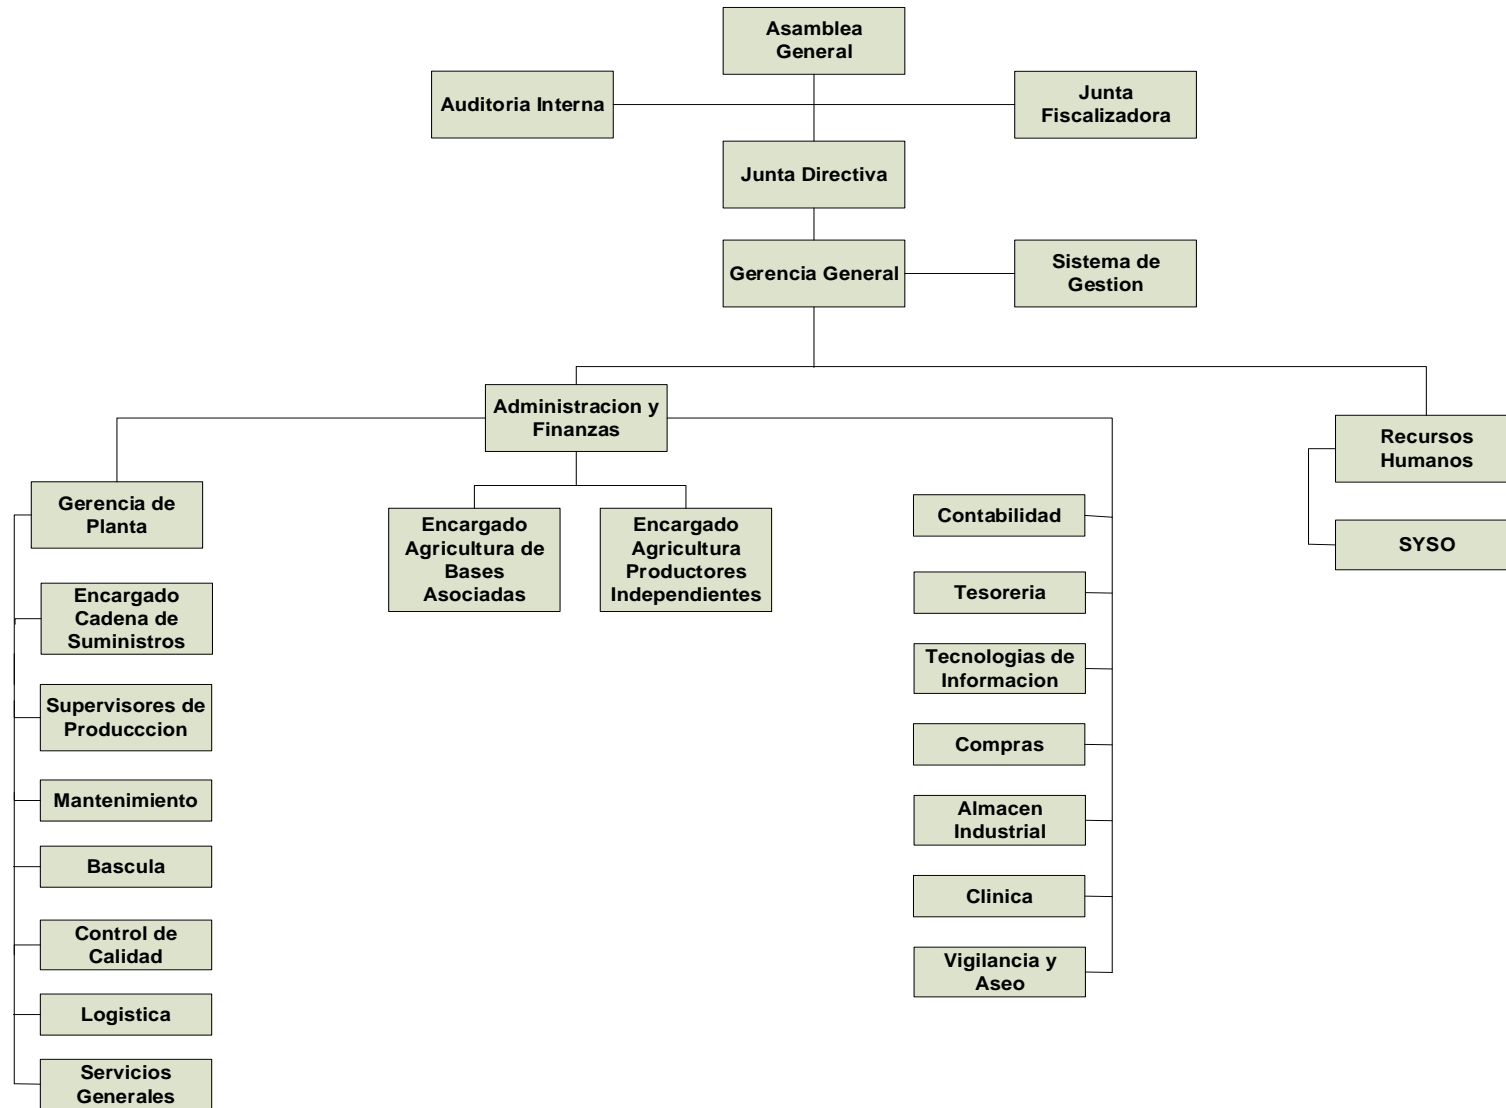 Asamblea
General
Auditoria Interna
Junta
Fiscalizadora
Junta Directiva
Gerencia General
Sistema de
Gestion
Administracion y
Finanzas
Recursos
Humanos
SYSO
Gerencia de
Planta
Encargado
Cadena de
Suministros
Supervisores de
Producccion
Mantenimiento
Bascula
Control de
Calidad
Logistica
Servicios
Generales
Encargado
Agricultura de
Bases
Asociadas
Encargado
Agricultura
Productores
Independientes
Contabilidad
Tesoreria
Tecnologias de
Informacion
Compras
Almacen
Industrial
Clinica
Vigilancia y
Aseo